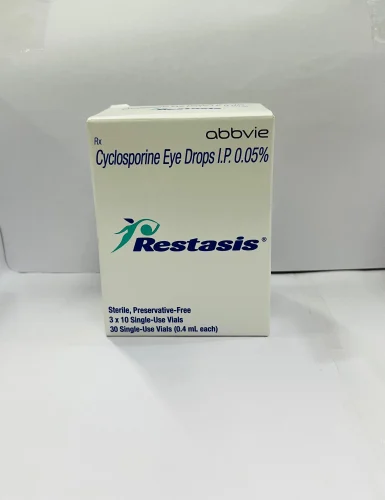 abbvie
Rx
Cyclosporine Eye Drops I.P. 0.05%
Restasis®
Sterile, Preservative-Free
3 x 10 Single-Use Vials
30 Single-Use Vials (0.4 mL each)